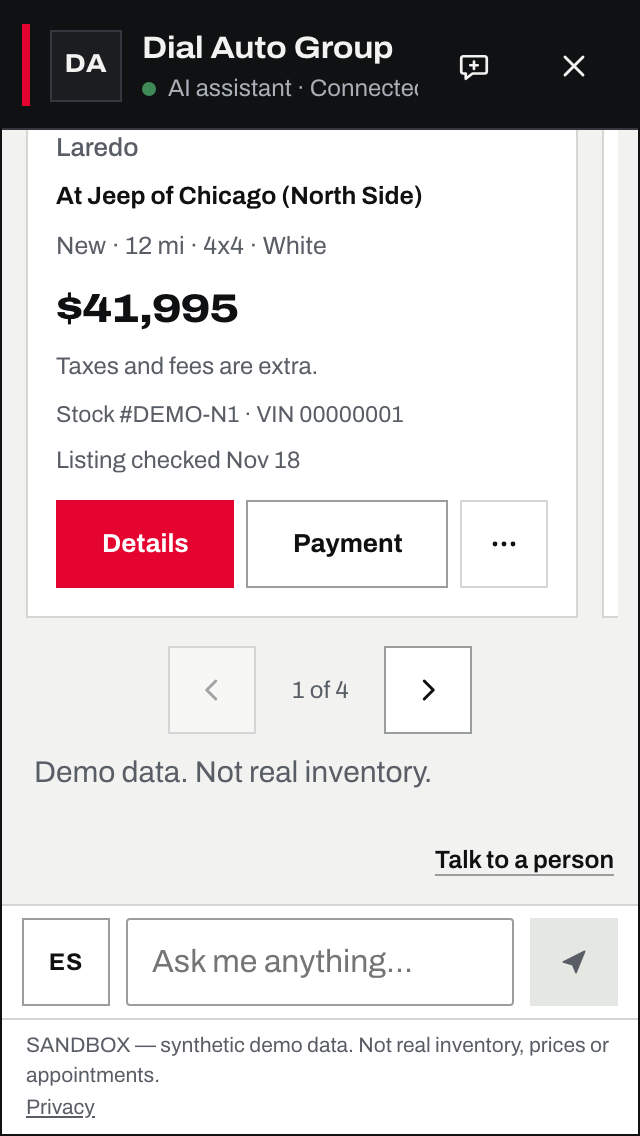 DA
Dial Auto Group
AI assistant · Connected
Laredo
At Jeep of Chicago (North Side)
New · 12 mi · 4x4 · White
$41,995
Taxes and fees are extra.
Stock #DEMO-N1 · VIN 00000001
Listing checked Nov 18
Details
Payment
...
1 of 4
Demo data. Not real inventory.
Talk to a person
ES
Ask me anything...
SANDBOX — synthetic demo data. Not real inventory, prices or
appointments.
Privacy